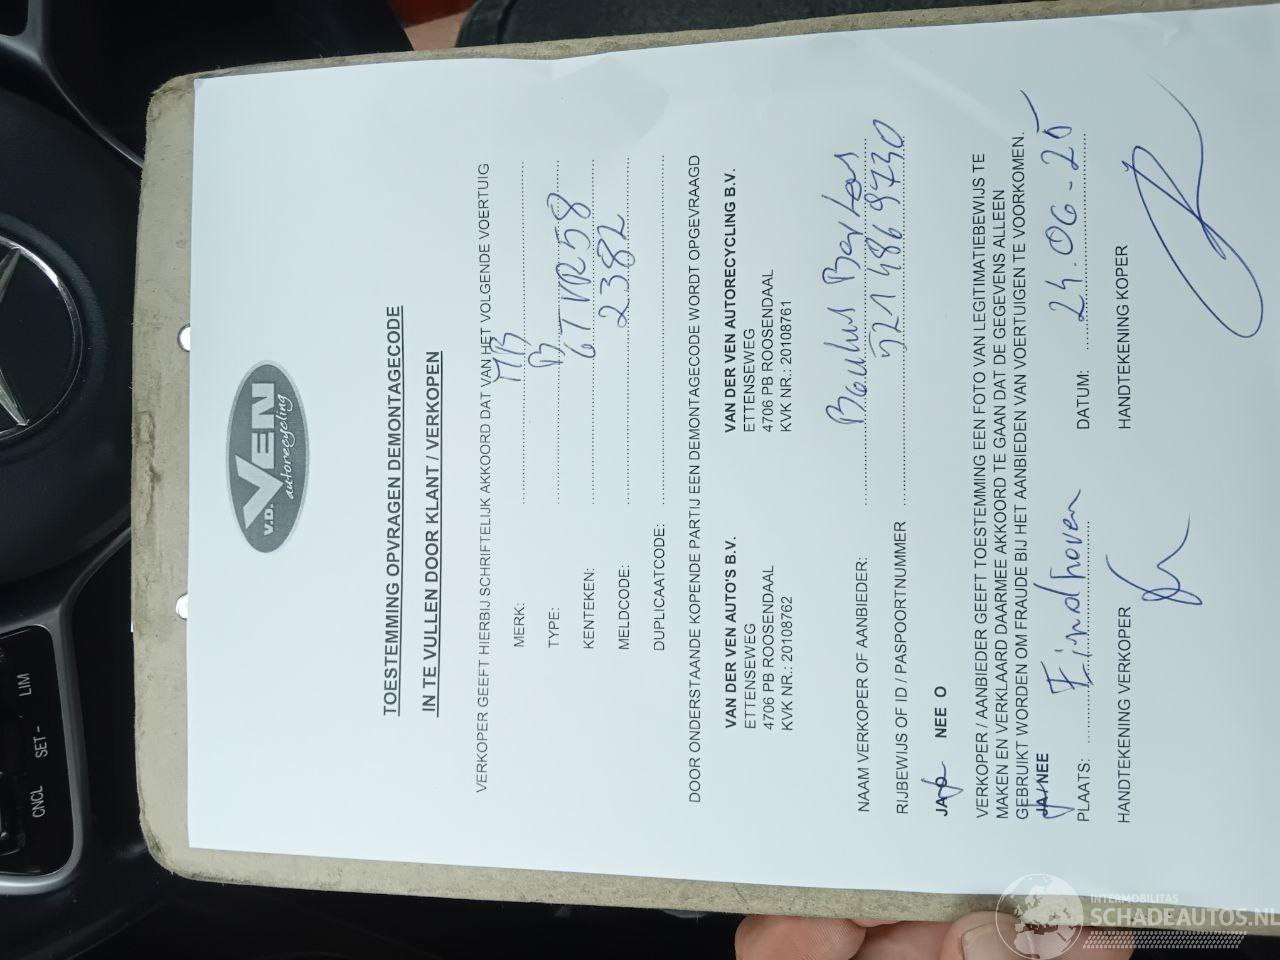 V.D. VEN
autorecycling
TOESTEMMING OPVRAGEN DEMONTAGECODE
IN TE VULLEN DOOR KLANT / VERKOPEN
VERKOPER GEEFT HIERBIJ SCHRIFTELIJK AKKOORD DAT VAN HET VOLGENDE VOERTUIG
MERK: MB
TYPE: B
KENTEKEN:
MELDCODE: 2382
DUPLICAATCODE:
DOOR ONDERSTAANDE KOPENDE PARTIJ EEN DEMONTAGECODE WORDT OPGEVRAAGD
VAN DER VEN AUTO'S B.V. VAN DER VEN AUTORECYCLING B.V.
ETTENSEWEG ETTENSEWEG
4706 PB ROOSENDAAL 4706 PB ROOSENDAAL
KVK NR.: 20108762 KVK NR.: 20108761
NAAM VERKOPER OF AANBIEDER:
RIJBEWIJS OF ID / PASPOORTNUMMER
JA O NEE O
VERKOPER / AANBIEDER GEEFT TOESTEMMING EEN FOTO VAN LEGITIMATIEBEWIJS TE
MAKEN EN VERKLAARD DAARMEE AKKOORD TE GAAN DAT DE GEGEVENS ALLEEN
GEBRUIKT WORDEN OM FRAUDE BIJ HET AANBIEDEN VAN VOERTUIGEN TE VOORKOMEN.
JA / NEE
PLAATS: Eindhoven DATUM: 24.06-25
HANDTEKENING VERKOPER HANDTEKENING KOPER
CNCL SET- LIM
INTERMOBILITAS
SCHADEAUTOS.NL